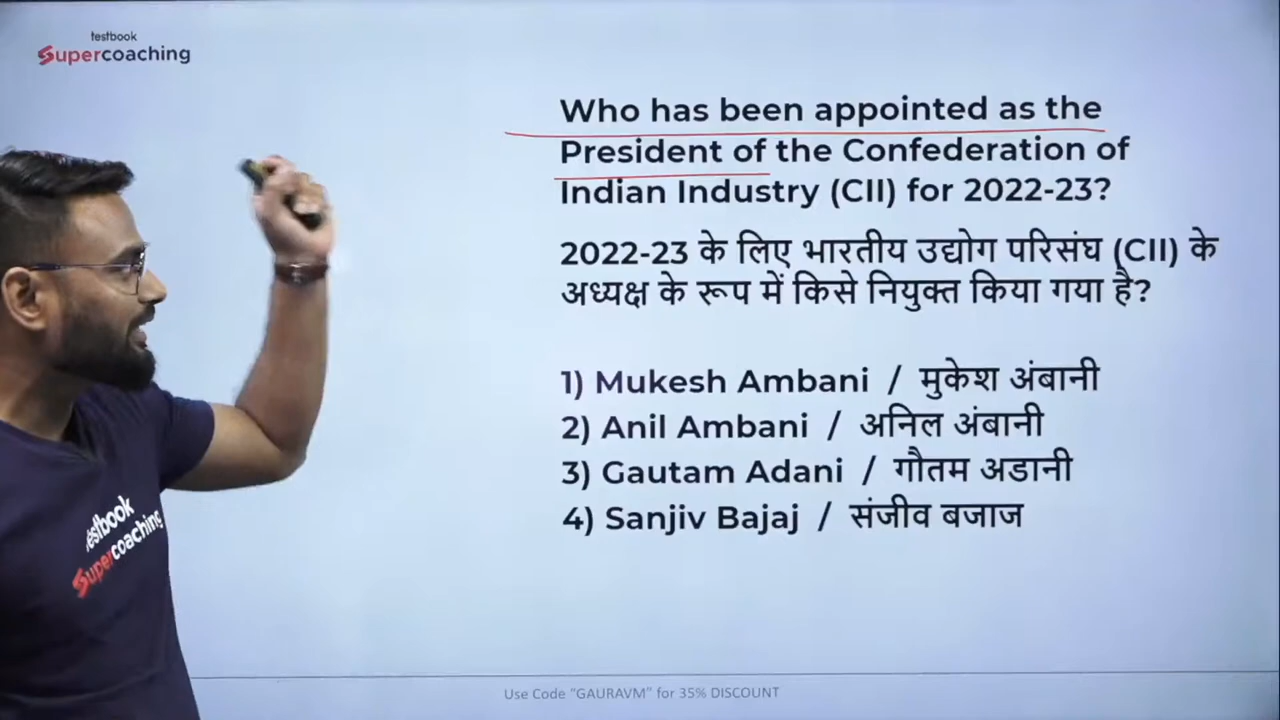 testbook
Supercoaching
Who has been appointed as the
President of the Confederation of
Indian Industry (CII) for 2022-23?
2022-23 के लिए भारतीय उद्योग परिसंघ (CII) के
अध्यक्ष के रूप में किसे नियुक्त किया गया है?
1) Mukesh Ambani / मुकेश अंबानी
2) Anil Ambani / अनिल अंबानी
3) Gautam Adani / गौतम अडानी
4) Sanjiv Bajaj / संजीव बजाज
testbook
Supercoaching
Use Code "GAURAVM" for 35% DISCOUNT